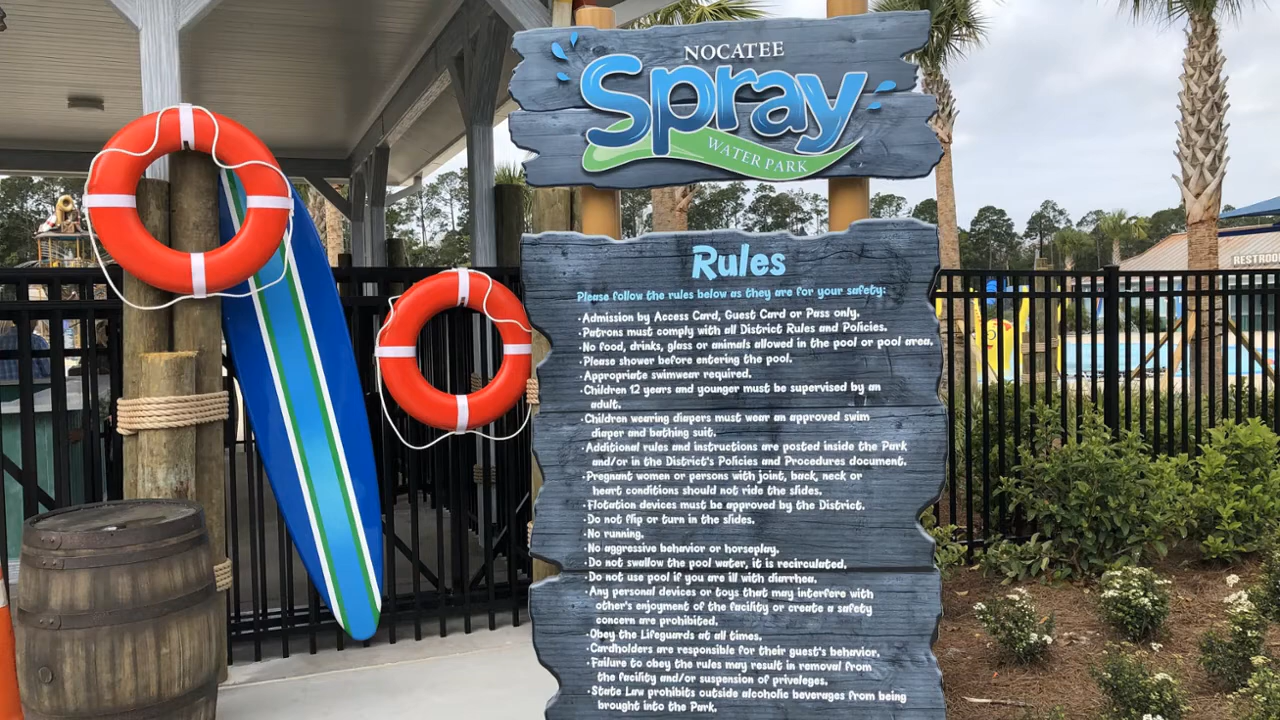 NOCATEE
Spray
WATER PARK
Rules
Please follow the rules below as they are for your safety:
·Admission by Access Card, Guest Card or Pass only.
·Patrons must comply with all District Rules and Policies.
·No food, drinks, glass or animals allowed in the pool or pool area.
·Please shower before entering the pool.
·Appropriate swimwear required.
·Children 12 years and younger must be supervised by an
adult.
·Children wearing diapers must wear an approved swim
diaper and bathing suit.
·Additional rules and instructions are posted inside the Park
and/or in the District's Policies and Procedures document.
·Pregnant women or persons with joint, back, neck or
heart conditions should not ride the slides.
·Flotation devices must be approved by the District.
·Do not flip or turn in the slides.
·No running.
·No aggressive behavior or horseplay.
·Do not swallow the pool water, it is recirculated.
·Do not use pool if you are ill with diarrhea.
·Any personal devices or toys that may interfere with
other's enjoyment of the facility or create a safety
concern are prohibited.
·Obey the Lifeguards at all times.
·Cardholders are responsible for their guest's behavior.
·Failure to obey the rules may result in removal from
the facility and/or suspension of priveleges.
·State Law prohibits outside alcoholic beverages from being
brought into the Park.
RESTROO